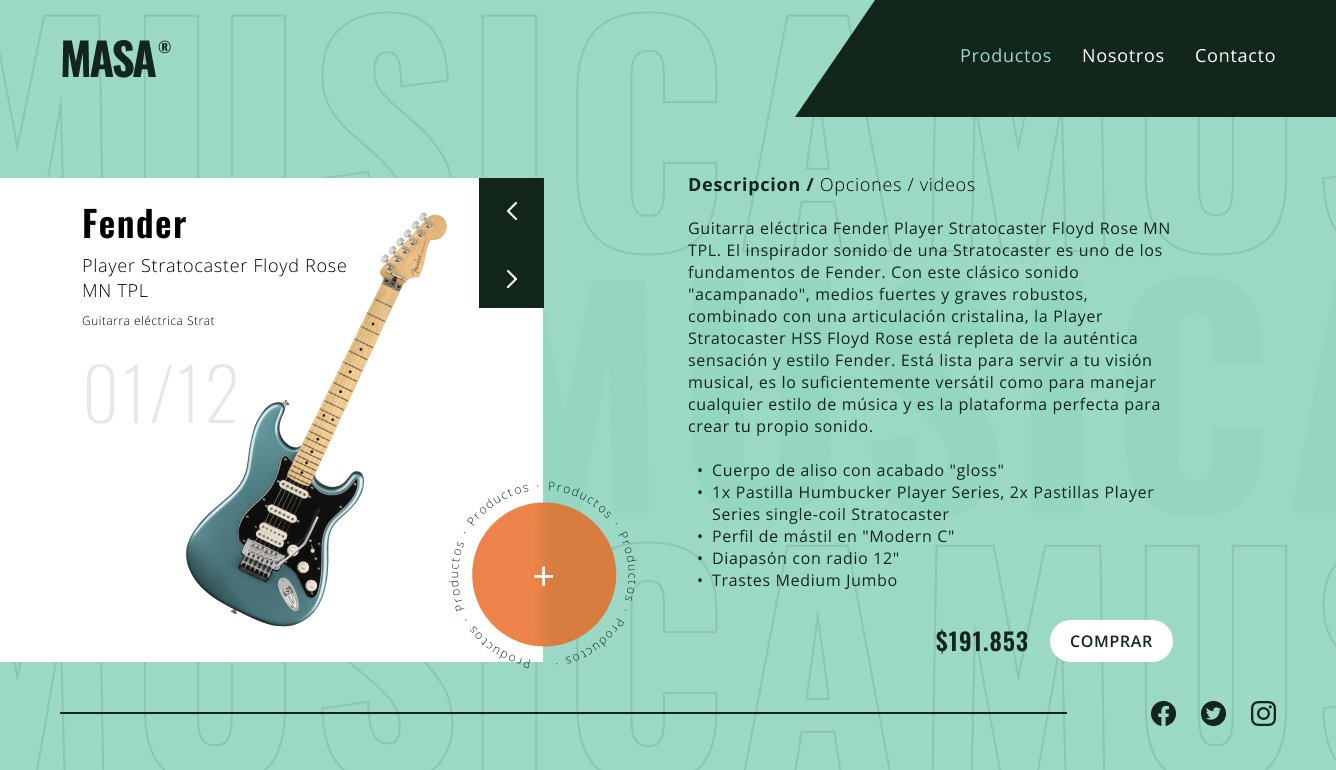 MASA®
Productos Nosotros Contacto
MUSICAMUS
Fender
Player Stratocaster Floyd Rose
MN TPL
Guitarra eléctrica Strat
01/12
Fender
Descripcion / Opciones / videos
Guitarra eléctrica Fender Player Stratocaster Floyd Rose MN
TPL. El inspirador sonido de una Stratocaster es uno de los
fundamentos de Fender. Con este clásico sonido
"acampanado", medios fuertes y graves robustos,
combinado con una articulación cristalina, la Player
Stratocaster HSS Floyd Rose está repleta de la auténtica
sensación y estilo Fender. Está lista para servir a tu visión
musical, es lo suficientemente versátil como para manejar
cualquier estilo de música y es la plataforma perfecta para
crear tu propio sonido.
• Cuerpo de aliso con acabado "gloss"
• 1x Pastilla Humbucker Player Series, 2x Pastillas Player
Series single-coil Stratocaster
• Perfil de mástil en "Modern C"
• Diapasón con radio 12"
• Trastes Medium Jumbo
MUSICA
Productos · Productos · Productos · Productos · Productos · Productos ·
+
$191.853 COMPRAR
MUSICAMUS